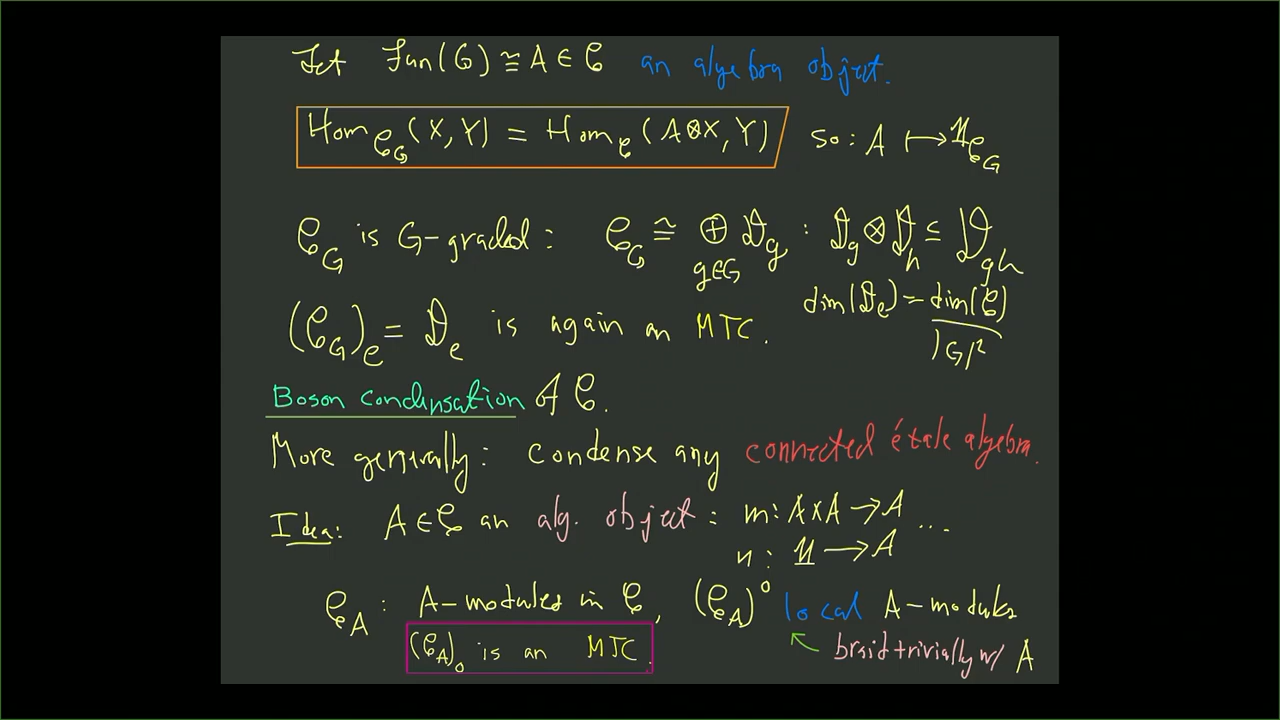 Fct Fun(G) ≅ A ∈ 𝒞 an algebra object.
Hom_{𝒞_G}(X,Y) = Hom_𝒞(A⊗X,Y) so: A ↦ 𝟙_{𝒞_G}
𝒞_G is G-graded: 𝒞_G ≅ ⊕_{g∈G} 𝒟_g : 𝒟_g ⊗ 𝒟_h ⊆ 𝒟_{gh}
(𝒞_G)_e = 𝒟_e is again an MTC. dim(𝒟_e) = dim(𝒞)/|G|²
Boson condensation of 𝒞.
More generally: condense any connected étale algebra.
Idea: A ∈ 𝒞 an alg. object: m: A×A → A ...
η: 𝟙 → A
𝒞_A: A-modules in 𝒞, (𝒞_A)⁰ local A-modules
(𝒞_A)₀ is an MTC. braid trivially w/ A